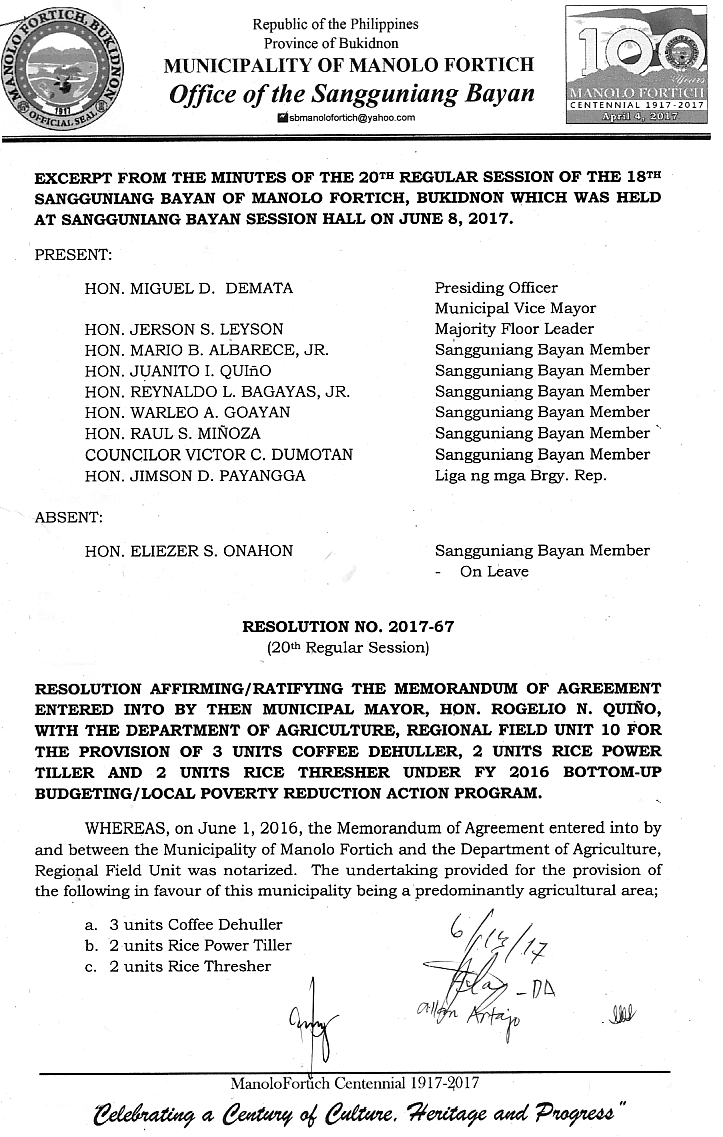 MANOLO FORTICH, BUKIDNON
1917
OFFICIAL SEAL
Republic of the Philippines
Province of Bukidnon
MUNICIPALITY OF MANOLO FORTICH
Office of the Sangguniang Bayan
sbmanolofortich@yahoo.com
100
Years
MANOLO FORTICH
CENTENNIAL 1917-2017
April 4, 2017
EXCERPT FROM THE MINUTES OF THE 20TH REGULAR SESSION OF THE 18TH
SANGGUNIANG BAYAN OF MANOLO FORTICH, BUKIDNON WHICH WAS HELD
AT SANGGUNIANG BAYAN SESSION HALL ON JUNE 8, 2017.
PRESENT:
HON. MIGUEL D. DEMATA Presiding Officer
Municipal Vice Mayor
HON. JERSON S. LEYSON Majority Floor Leader
HON. MARIO B. ALBARECE, JR. Sangguniang Bayan Member
HON. JUANITO I. QUIñO Sangguniang Bayan Member
HON. REYNALDO L. BAGAYAS, JR. Sangguniang Bayan Member
HON. WARLEO A. GOAYAN Sangguniang Bayan Member
HON. RAUL S. MIÑOZA Sangguniang Bayan Member
COUNCILOR VICTOR C. DUMOTAN Sangguniang Bayan Member
HON. JIMSON D. PAYANGGA Liga ng mga Brgy. Rep.
ABSENT:
HON. ELIEZER S. ONAHON Sangguniang Bayan Member
- On Leave
RESOLUTION NO. 2017-67
(20th Regular Session)
RESOLUTION AFFIRMING/RATIFYING THE MEMORANDUM OF AGREEMENT
ENTERED INTO BY THEN MUNICIPAL MAYOR, HON. ROGELIO N. QUIÑO,
WITH THE DEPARTMENT OF AGRICULTURE, REGIONAL FIELD UNIT 10 FOR
THE PROVISION OF 3 UNITS COFFEE DEHULLER, 2 UNITS RICE POWER
TILLER AND 2 UNITS RICE THRESHER UNDER FY 2016 BOTTOM-UP
BUDGETING/LOCAL POVERTY REDUCTION ACTION PROGRAM.
WHEREAS, on June 1, 2016, the Memorandum of Agreement entered into by
and between the Municipality of Manolo Fortich and the Department of Agriculture,
Regional Field Unit was notarized. The undertaking provided for the provision of
the following in favour of this municipality being a predominantly agricultural area;
a. 3 units Coffee Dehuller
b. 2 units Rice Power Tiller
c. 2 units Rice Thresher
6/13/17
- DA
Allan Artajo
ManoloFortich Centennial 1917-2017
"Celebrating a Century of Culture, Heritage and Progress"